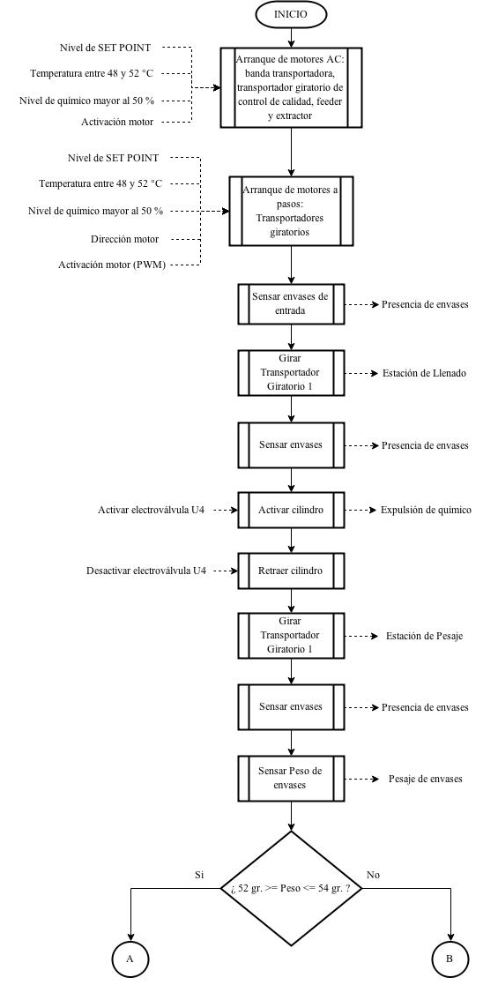 INICIO
Nivel de SET POINT
Temperatura entre 48 y 52 °C
Nivel de químico mayor al 50 %
Activación motor
Arranque de motores AC:
banda transportadora,
transportador giratorio de
control de calidad, feeder
y extractor
Nivel de SET POINT
Temperatura entre 48 y 52 °C
Nivel de químico mayor al 50 %
Dirección motor
Activación motor (PWM)
Arranque de motores a
pasos:
Transportadores
giratorios
Sensar envases de
entrada
Presencia de envases
Girar
Transportador
Giratorio 1
Estación de Llenado
Sensar envases
Presencia de envases
Activar electroválvula U4
Activar cilindro
Expulsión de químico
Desactivar electroválvula U4
Retraer cilindro
Girar
Transportador
Giratorio 1
Estación de Pesaje
Sensar envases
Presencia de envases
Sensar Peso de
envases
Pesaje de envases
Si
¿ 52 gr. >= Peso <= 54 gr. ?
No
A
B